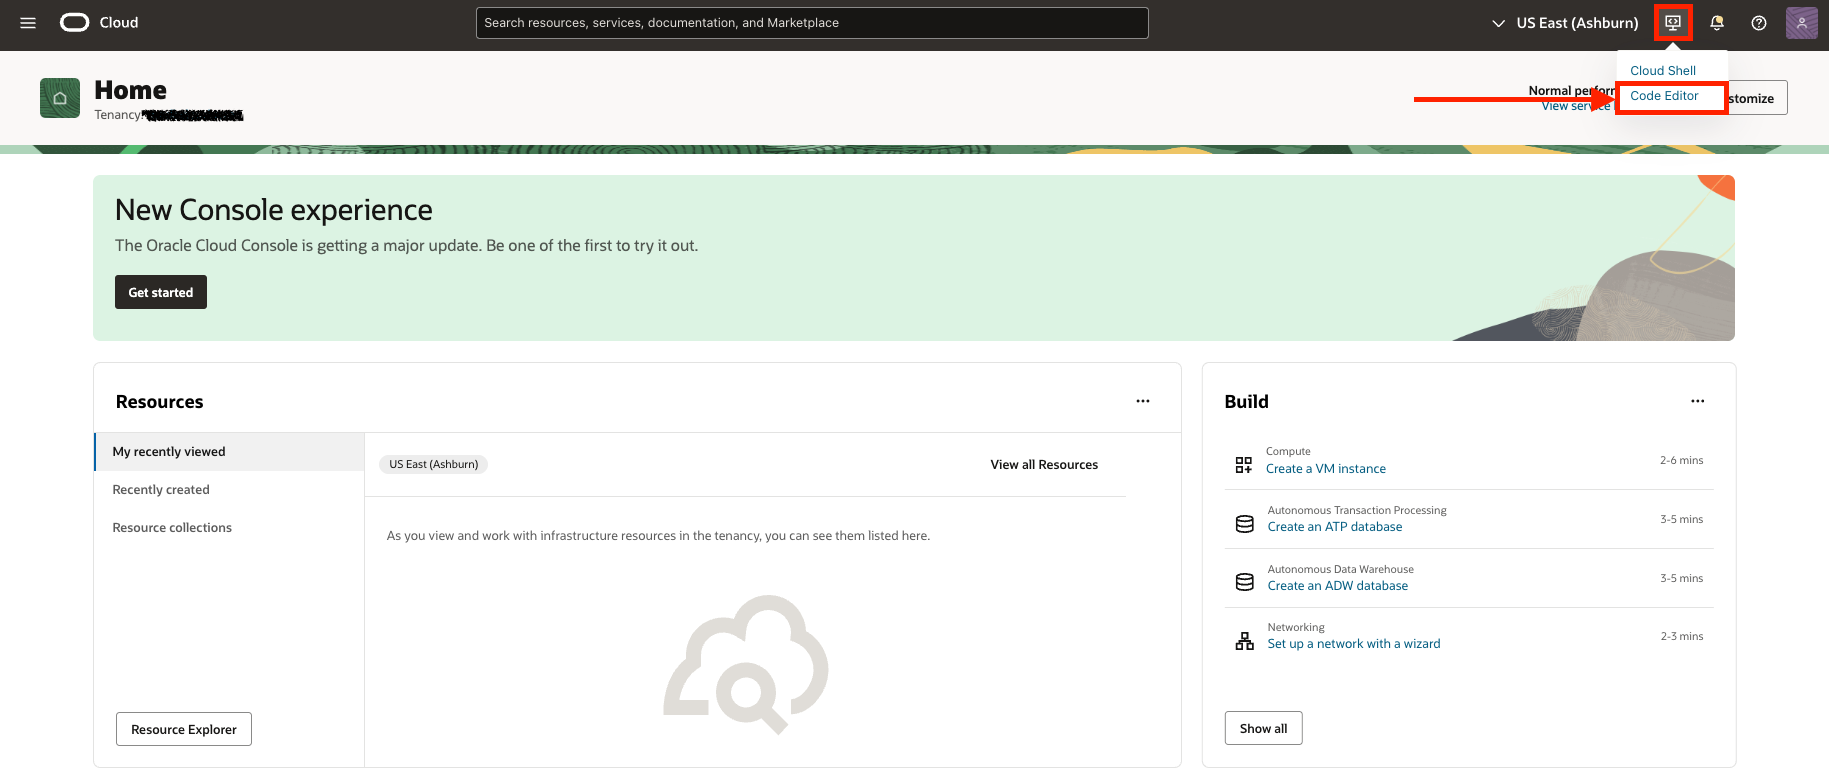 Cloud
Search resources, services, documentation, and Marketplace
US East (Ashburn)
Cloud Shell
Code Editor
Home
Tenancy:
Normal
View service
Get started
New Console experience
The Oracle Cloud Console is getting a major update. Be one of the first to try it out.
Resources
My recently viewed
Recently created
Resource collections
Resource Explorer
US East (Ashburn)
View all Resources
As you view and work with infrastructure resources in the tenancy, you can see them listed here.
Build
Compute
Create a VM instance
2-6 mins
Autonomous Transaction Processing
Create an ATP database
3-5 mins
Autonomous Data Warehouse
Create an ADW database
3-5 mins
Networking
Set up a network with a wizard
2-3 mins
Show all